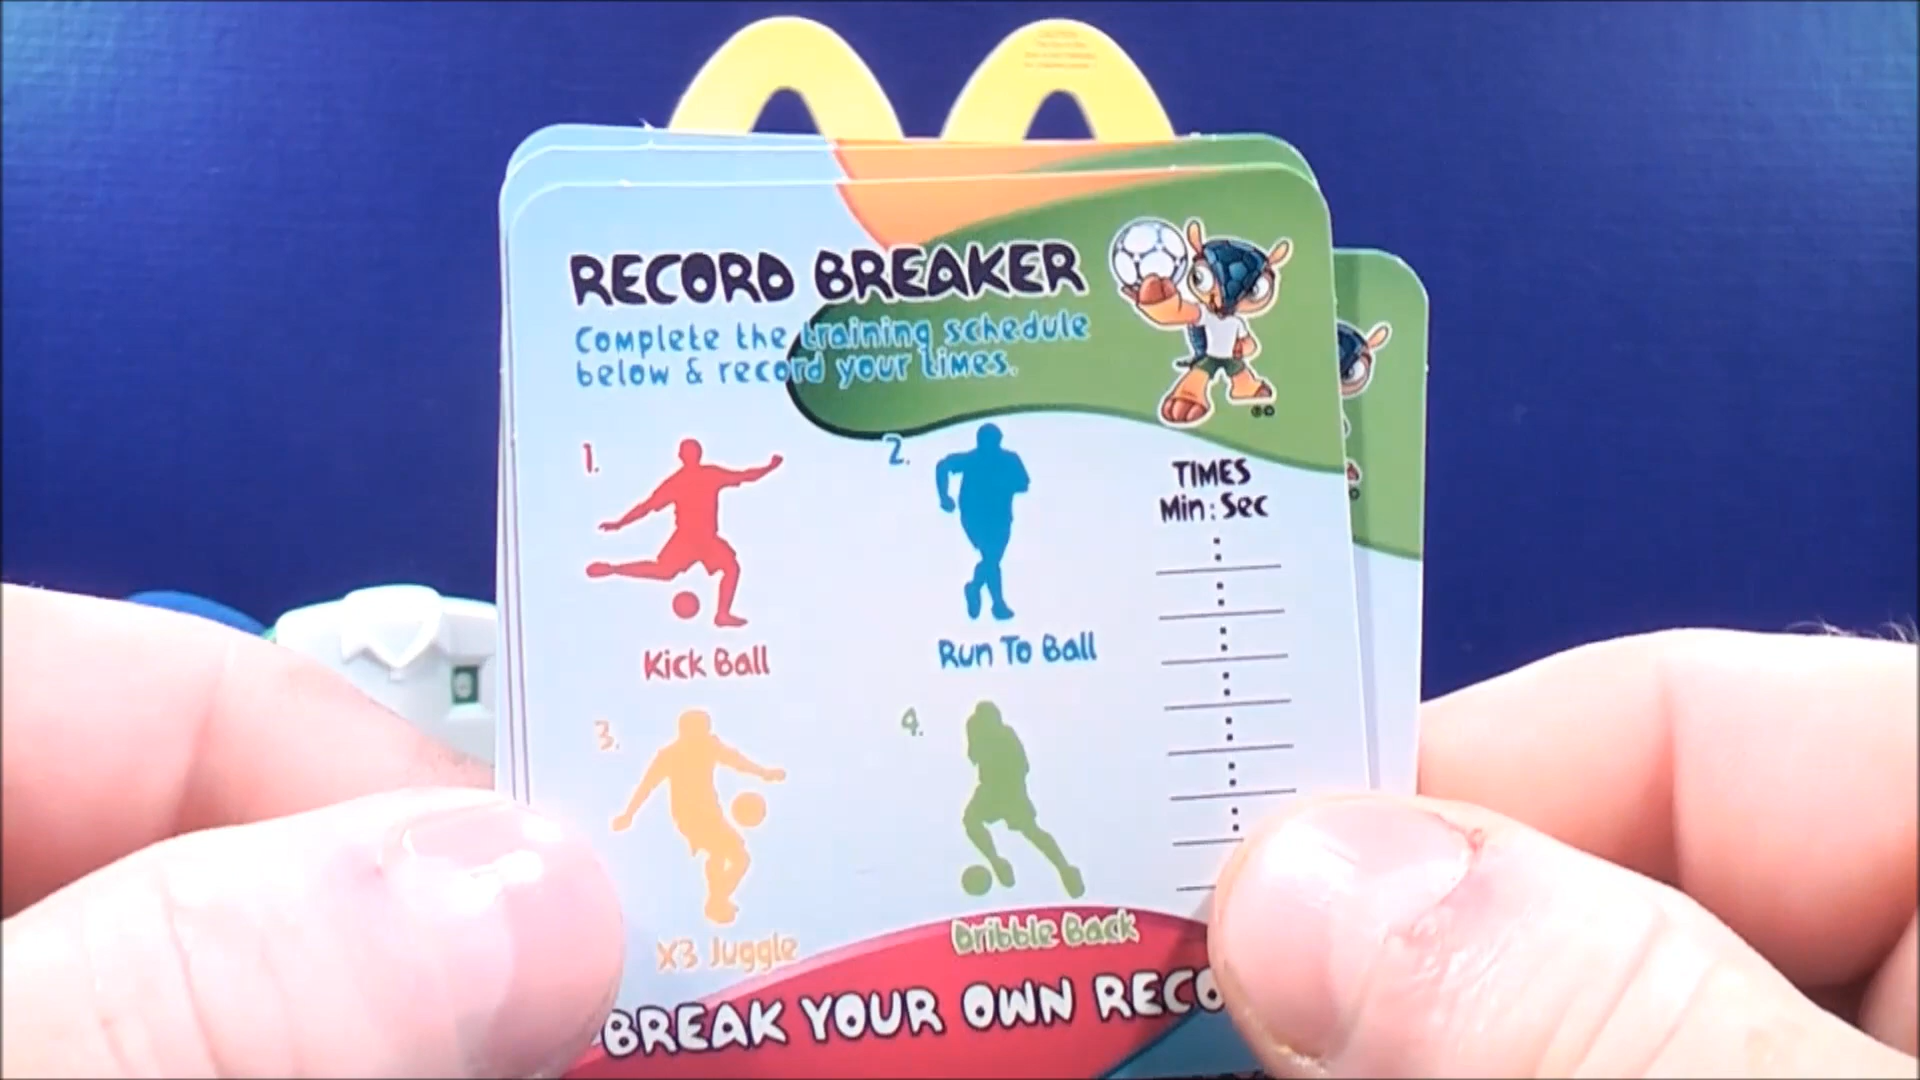 RECORD BREAKER
Complete the training schedule
below & record your times.
1.
2.
TIMES
Min : Sec
Kick Ball
Run To Ball
3.
4.
X3 Juggle
Dribble Back
BREAK YOUR OWN RECO